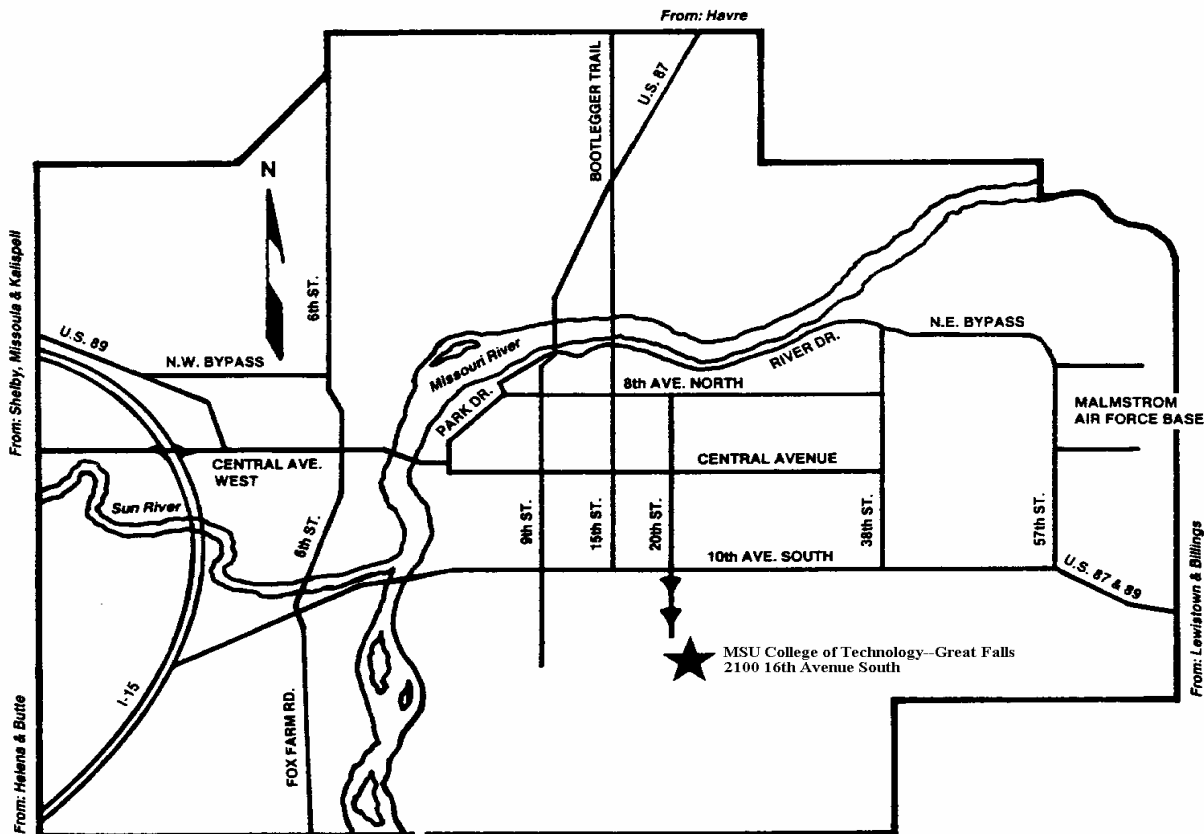 From: Havre
BOOTLEGGER TRAIL
U.S. 87
N
6th ST.
From: Shelby, Missoula & Kalispell
U.S. 89
N.W. BYPASS
Missouri River
PARK DR.
8th AVE. NORTH
RIVER DR.
N.E. BYPASS
MALMSTROM
AIR FORCE BASE
CENTRAL AVE.
WEST
CENTRAL AVENUE
Sun River
6th ST.
9th ST.
15th ST.
20th ST.
38th ST.
57th ST.
10th AVE. SOUTH
U.S. 87 & 89
From: Lewistown & Billings
MSU College of Technology--Great Falls
2100 16th Avenue South
I-15
FOX FARM RD.
From: Helena & Butte